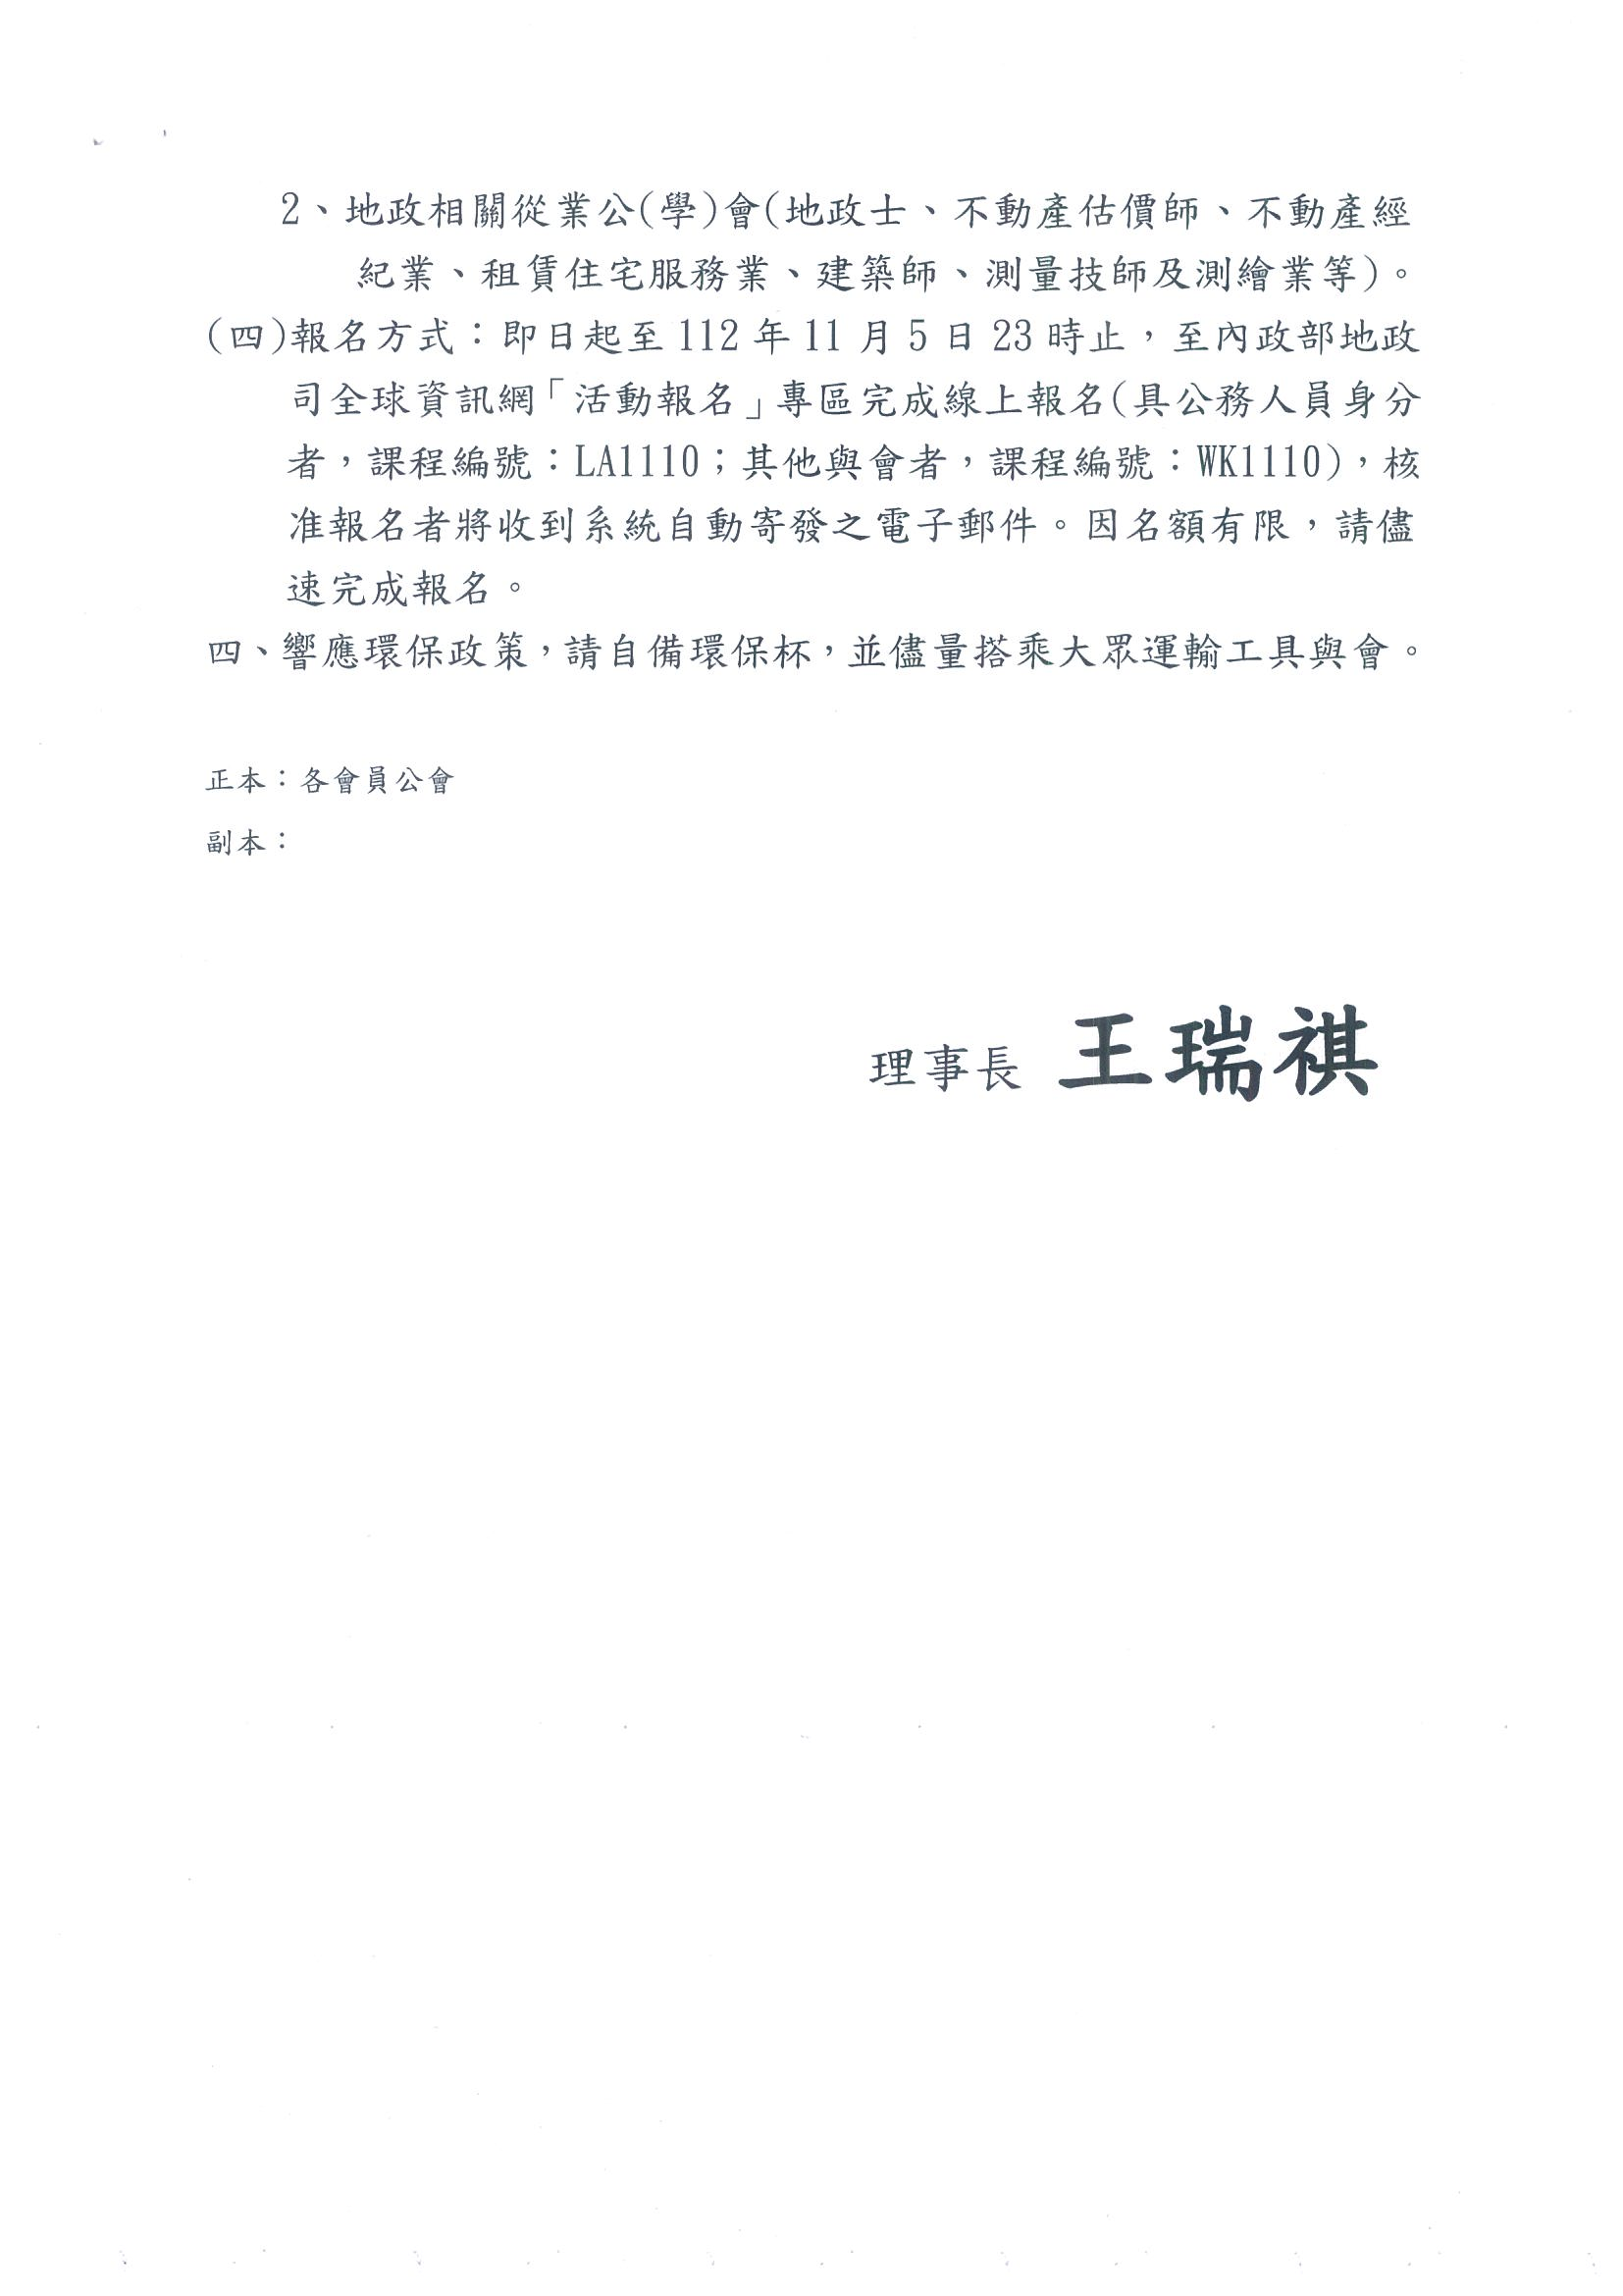 2、地政相關從業公(學)會(地政士、不動產估價師、不動產經
紀業、租賃住宅服務業、建築師、測量技師及測繪業等)。
(四)報名方式：即日起至112年11月5日23時止，至內政部地政
司全球資訊網「活動報名」專區完成線上報名(具公務人員身分
者，課程編號：LA1110；其他與會者，課程編號：WK1110)，核
准報名者將收到系統自動寄發之電子郵件。因名額有限，請儘
速完成報名。
四、響應環保政策，請自備環保杯，並儘量搭乘大眾運輸工具與會。
正本：各會員公會
副本：
理事長 王瑞祺